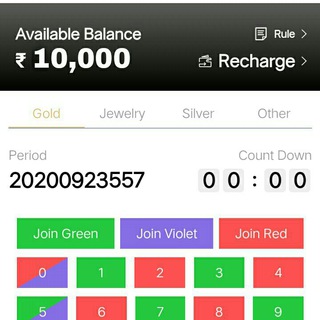 Available Balance
Rule >
₹ 10,000
Recharge >
Gold Jewelry Silver Other
Period Count Down
20200923557 0 0 : 0 0
Join Green Join Violet Join Red
0 1 2 3 4
5 6 7 8 9